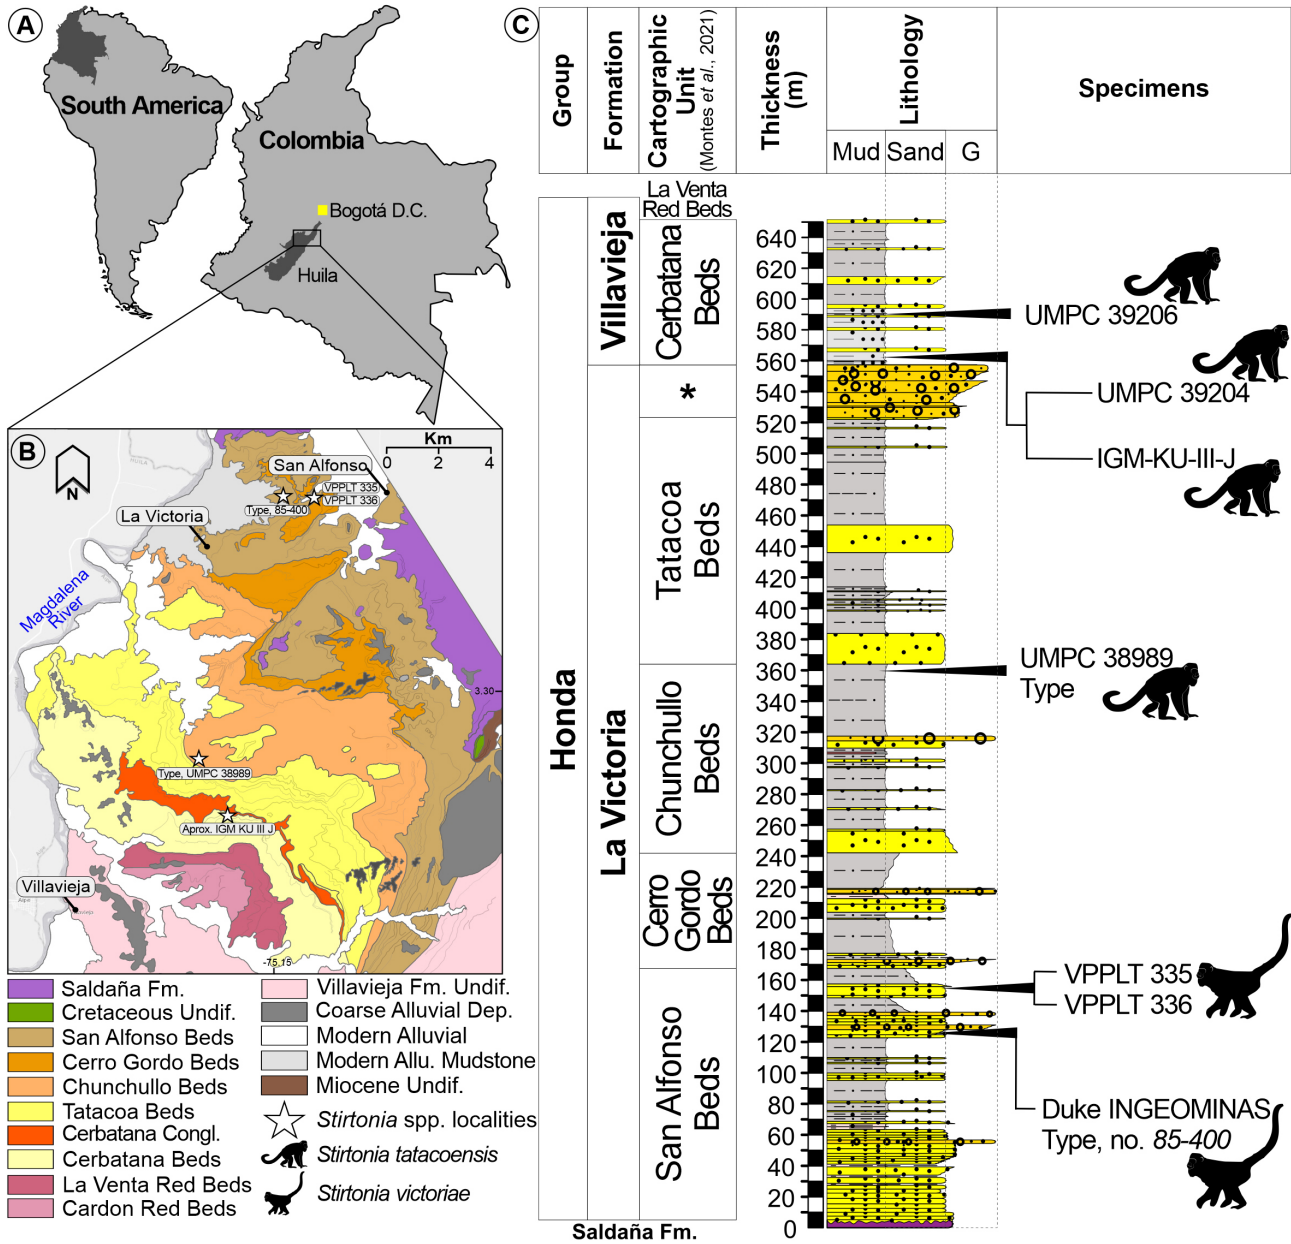 A
South America
Colombia
Bogotá D.C.
Huila
B
Km
0 2 4
N
San Alfonso
VPPLT 335
VPPLT 336
Type, 85-400
La Victoria
Magdalena
River
3.30
Type, UMPC 38989
Aprox. IGM KU III J
Villavieja
-75.15
Saldaña Fm.
Cretaceous Undif.
San Alfonso Beds
Cerro Gordo Beds
Chunchullo Beds
Tatacoa Beds
Cerbatana Congl.
Cerbatana Beds
La Venta Red Beds
Cardon Red Beds
Villavieja Fm. Undif.
Coarse Alluvial Dep.
Modern Alluvial
Modern Allu. Mudstone
Miocene Undif.
Stirtonia spp. localities
Stirtonia tatacoensis
Stirtonia victoriae
C
Group
Formation
Cartographic
Unit
(Montes et al., 2021)
Thickness
(m)
Lithology
Mud Sand G
Specimens
Honda
Villavieja
La Victoria
La Venta
Red Beds
Cerbatana
Beds
*
Tatacoa
Beds
Chunchullo
Beds
Cerro
Gordo
Beds
San Alfonso
Beds
Saldaña Fm.
640
620
600
580
560
540
520
500
480
460
440
420
400
380
360
340
320
300
280
260
240
220
200
180
160
140
120
100
80
60
40
20
0
UMPC 39206
UMPC 39204
IGM-KU-III-J
UMPC 38989
Type
VPPLT 335
VPPLT 336
Duke INGEOMINAS
Type, no. 85-400